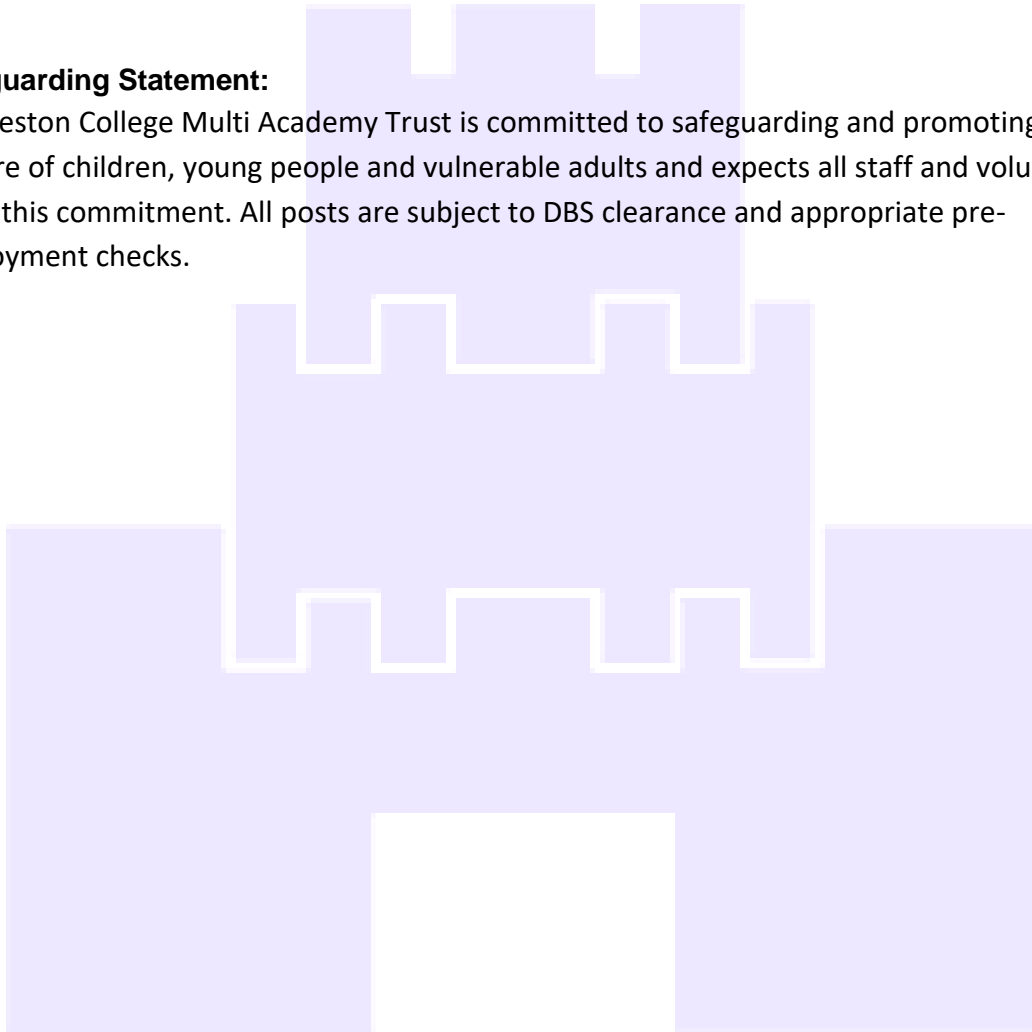 guarding Statement:
eston College Multi Academy Trust is committed to safeguarding and promoting
re of children, young people and vulnerable adults and expects all staff and volu
this commitment. All posts are subject to DBS clearance and appropriate pre-
oyment checks.